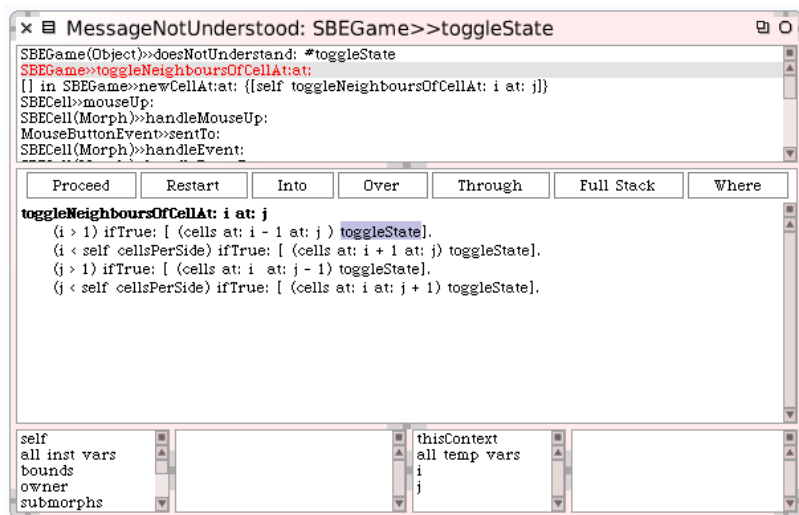 MessageNotUnderstood: SBEGame>>toggleState
SBEGame(Object)»doesNotUnderstand: #toggleState
SBEGame»toggleNeighboursOfCellAt:at:
[] in SBEGame»newCellAt:at: {[self toggleNeighboursOfCellAt: i at: j]}
SBECell»mouseUp:
SBECell(Morph)»handleMouseUp:
MouseButtonEvent»sentTo:
SBECell(Morph)»handleEvent:
Proceed Restart Into Over Through Full Stack Where
toggleNeighboursOfCellAt: i at: j
(i > 1) ifTrue: [ (cells at: i - 1 at: j ) toggleState].
(i < self cellsPerSide) ifTrue: [ (cells at: i + 1 at: j) toggleState].
(j > 1) ifTrue: [ (cells at: i at: j - 1) toggleState].
(j < self cellsPerSide) ifTrue: [ (cells at: i at: j + 1) toggleState].
self
all inst vars
bounds
owner
submorphs
thisContext
all temp vars
i
j